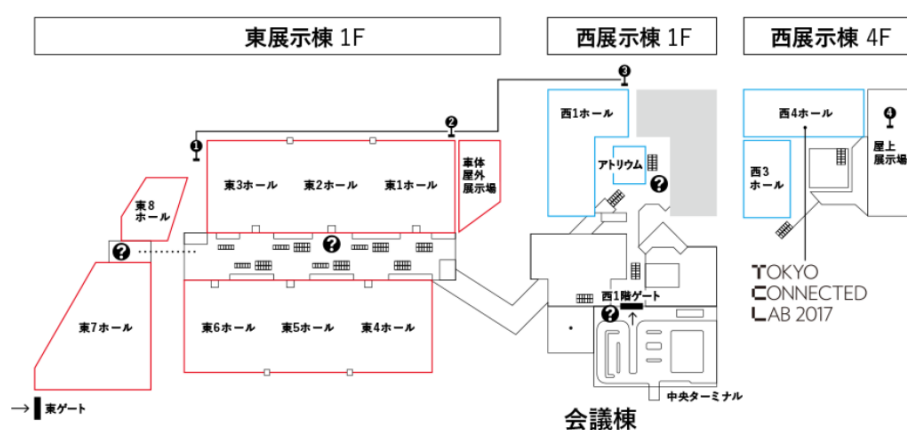 東展示棟 1F
西展示棟 1F
西展示棟 4F
❸
❷
❶
❹
西1ホール
西4ホール
屋上
展示場
東3ホール
東2ホール
東1ホール
車体
屋外
展示場
アトリウム
西3
ホール
?
東8
ホール
?
?
東7ホール
東6ホール
東5ホール
東4ホール
西1階ゲート
?
TOKYO
CONNECTED
LAB 2017
→ 東ゲート
中央ターミナル
会議棟